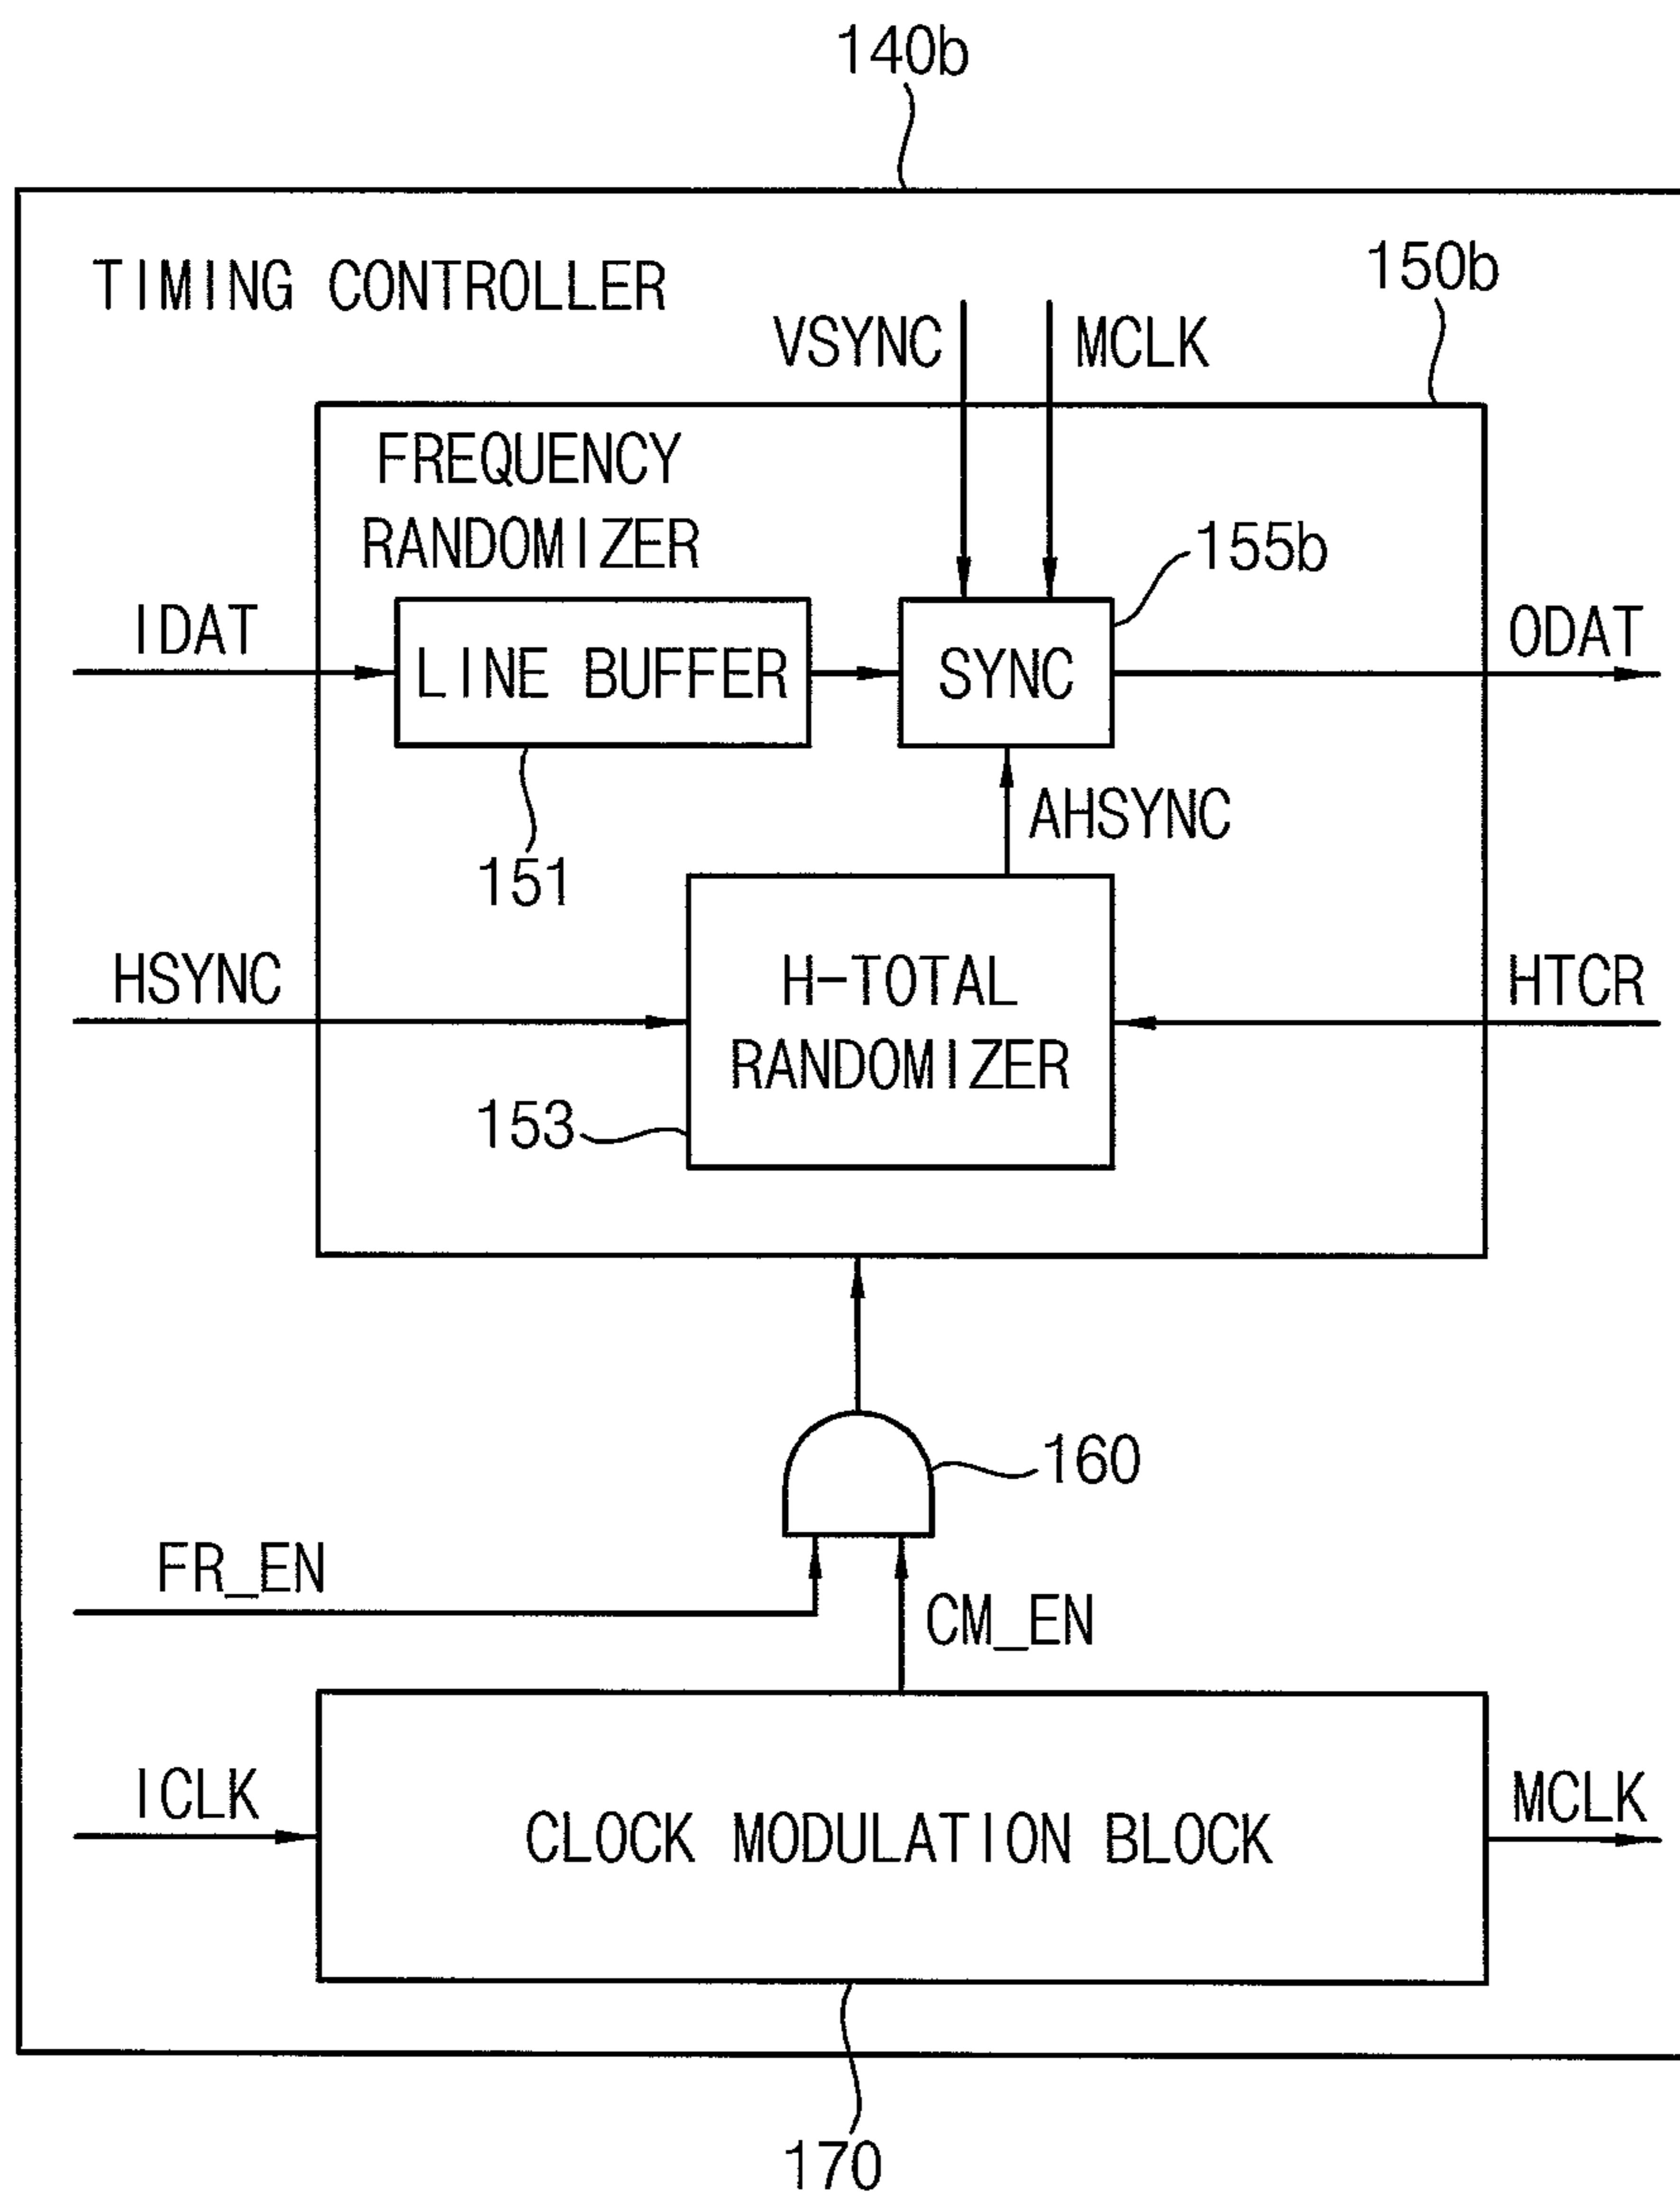 140b
TIMING CONTROLLER
150b
VSYNC
MCLK
FREQUENCY
RANDOMIZER
155b
IDAT
LINE BUFFER
SYNC
ODAT
151
AHSYNC
HSYNC
H-TOTAL
RANDOMIZER
HTCR
153
160
FR_EN
CM_EN
ICLK
CLOCK MODULATION BLOCK
MCLK
170